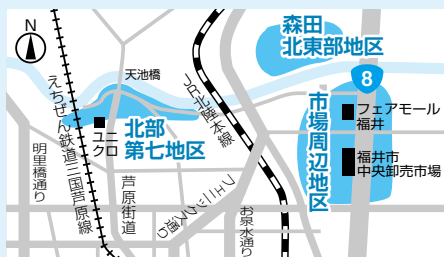 N
森田
北東部地区
8
天池橋
JR北陸本線
えちぜん鉄道三国芦原線
ユニ
クロ
北部
第七地区
市場周辺地区
フェアモール
福井
福井市
中央卸売市場
明里橋通り
芦原街道
フェニックス通り
お泉水通り